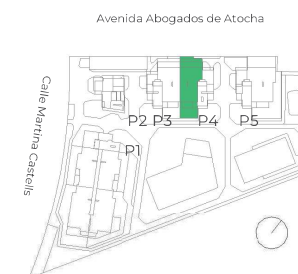 Avenida Abogados de Atocha
Calle Martina Castells
P2 P3 P4 P5
P1